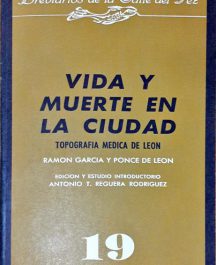 Breviarios de la Calle del Pez
VIDA Y
MUERTE EN
LA CIUDAD
TOPOGRAFIA MEDICA DE LEON
RAMON GARCIA Y PONCE DE LEON
EDICION Y ESTUDIO INTRODUCTORIO
ANTONIO T. REGUERA RODRIGUEZ
19